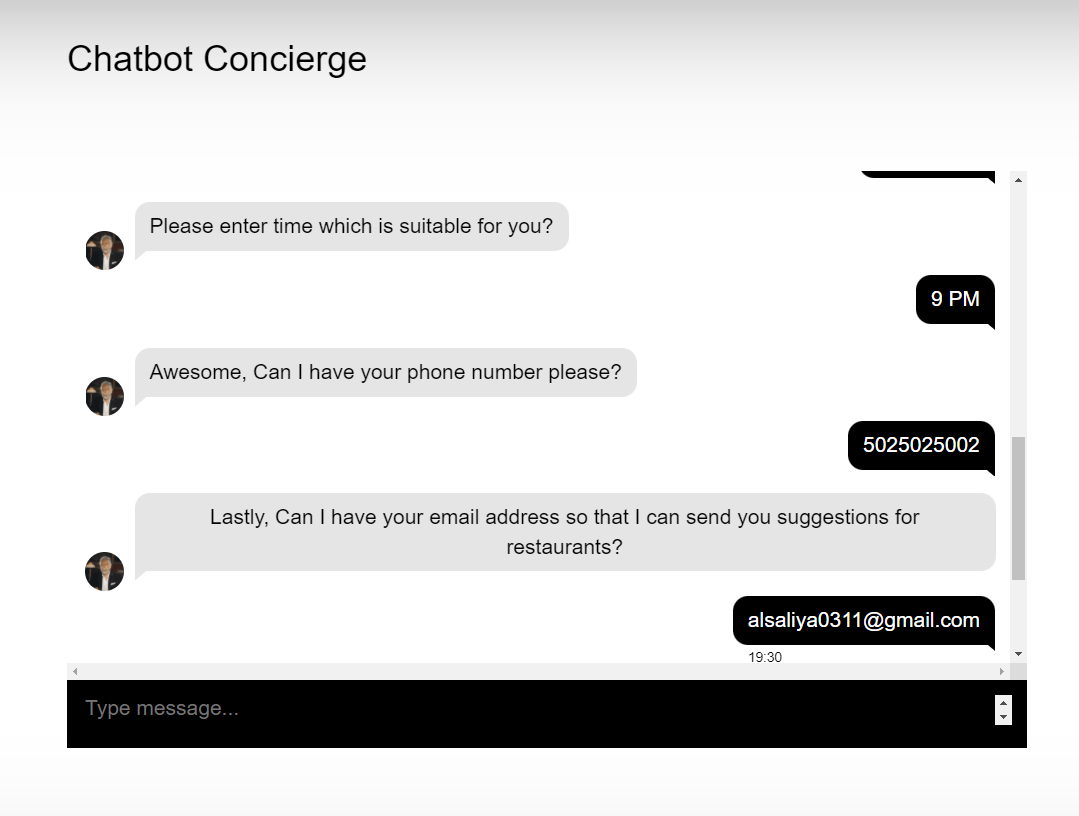 Chatbot Concierge
Please enter time which is suitable for you?
9 PM
Awesome, Can I have your phone number please?
5025025002
Lastly, Can I have your email address so that I can send you suggestions for
restaurants?
alsaliya0311@gmail.com
19:30
Type message...